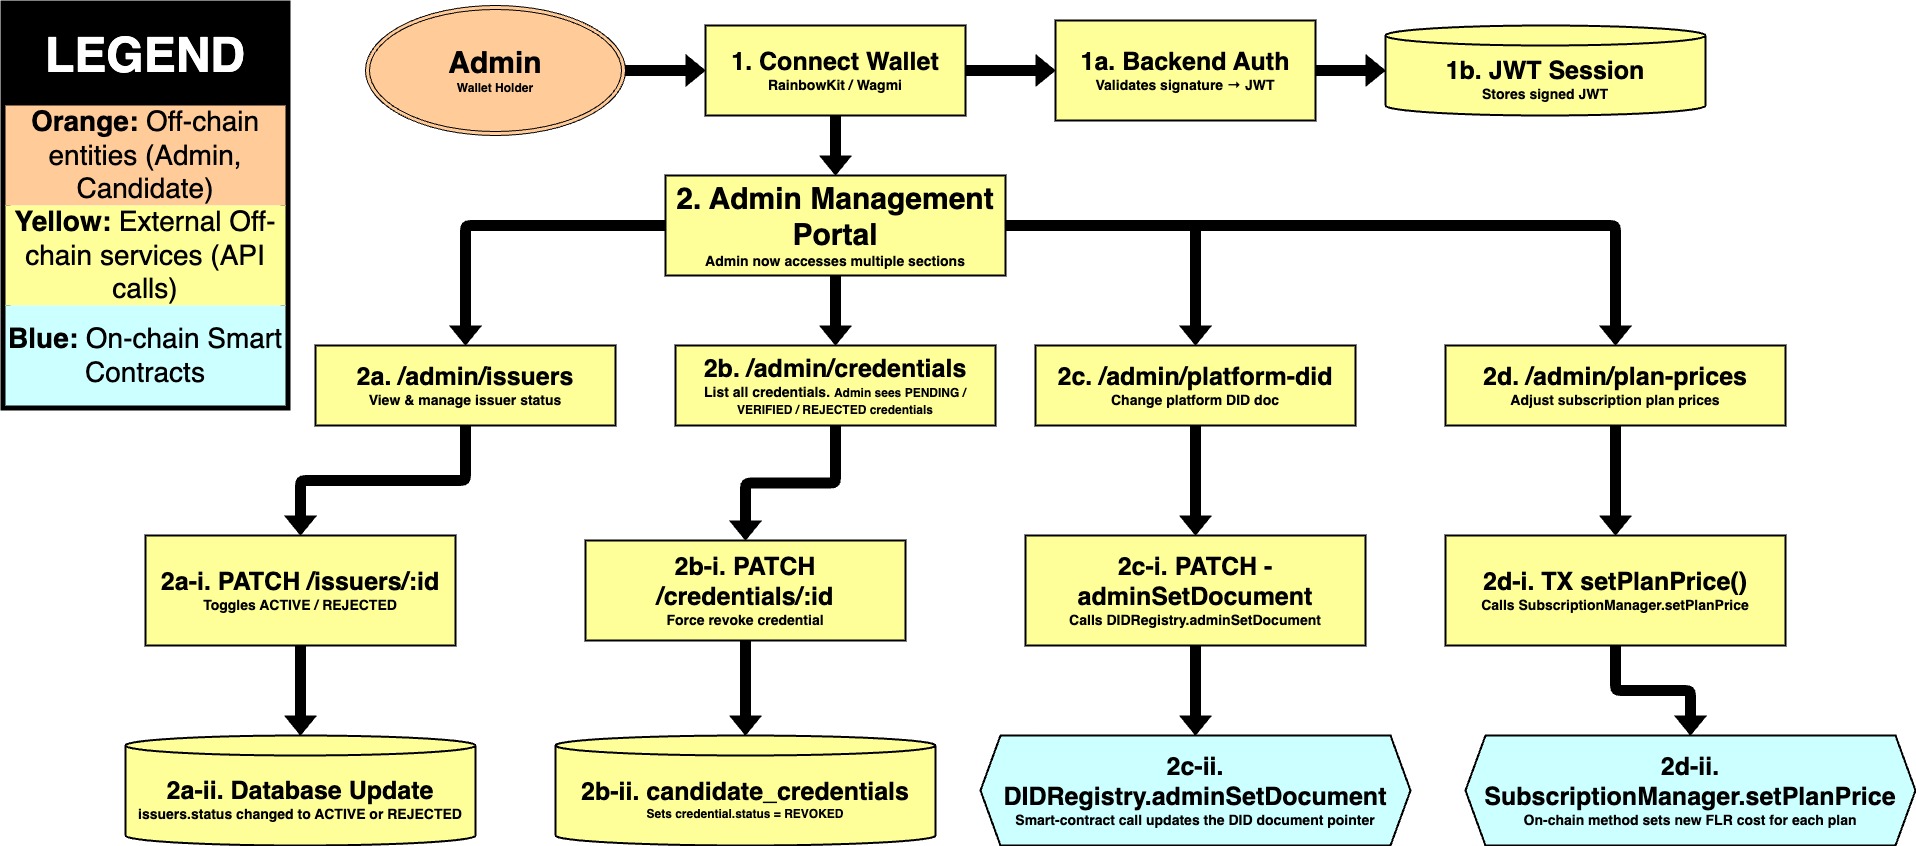 LEGEND
Orange: Off-chain
entities (Admin,
Candidate)
Yellow: External Off-
chain services (API
calls)
Blue: On-chain Smart
Contracts
Admin
Wallet Holder
1. Connect Wallet
RainbowKit / Wagmi
1a. Backend Auth
Validates signature → JWT
1b. JWT Session
Stores signed JWT
2. Admin Management
Portal
Admin now accesses multiple sections
2a. /admin/issuers
View & manage issuer status
2b. /admin/credentials
List all credentials. Admin sees PENDING /
VERIFIED / REJECTED credentials
2c. /admin/platform-did
Change platform DID doc
2d. /admin/plan-prices
Adjust subscription plan prices
2a-i. PATCH /issuers/:id
Toggles ACTIVE / REJECTED
2b-i. PATCH
/credentials/:id
Force revoke credential
2c-i. PATCH -
adminSetDocument
Calls DIDRegistry.adminSetDocument
2d-i. TX setPlanPrice()
Calls SubscriptionManager.setPlanPrice
2a-ii. Database Update
issuers.status changed to ACTIVE or REJECTED
2b-ii. candidate_credentials
Sets credential.status = REVOKED
2c-ii.
DIDRegistry.adminSetDocument
Smart-contract call updates the DID document pointer
2d-ii.
SubscriptionManager.setPlanPrice
On-chain method sets new FLR cost for each plan